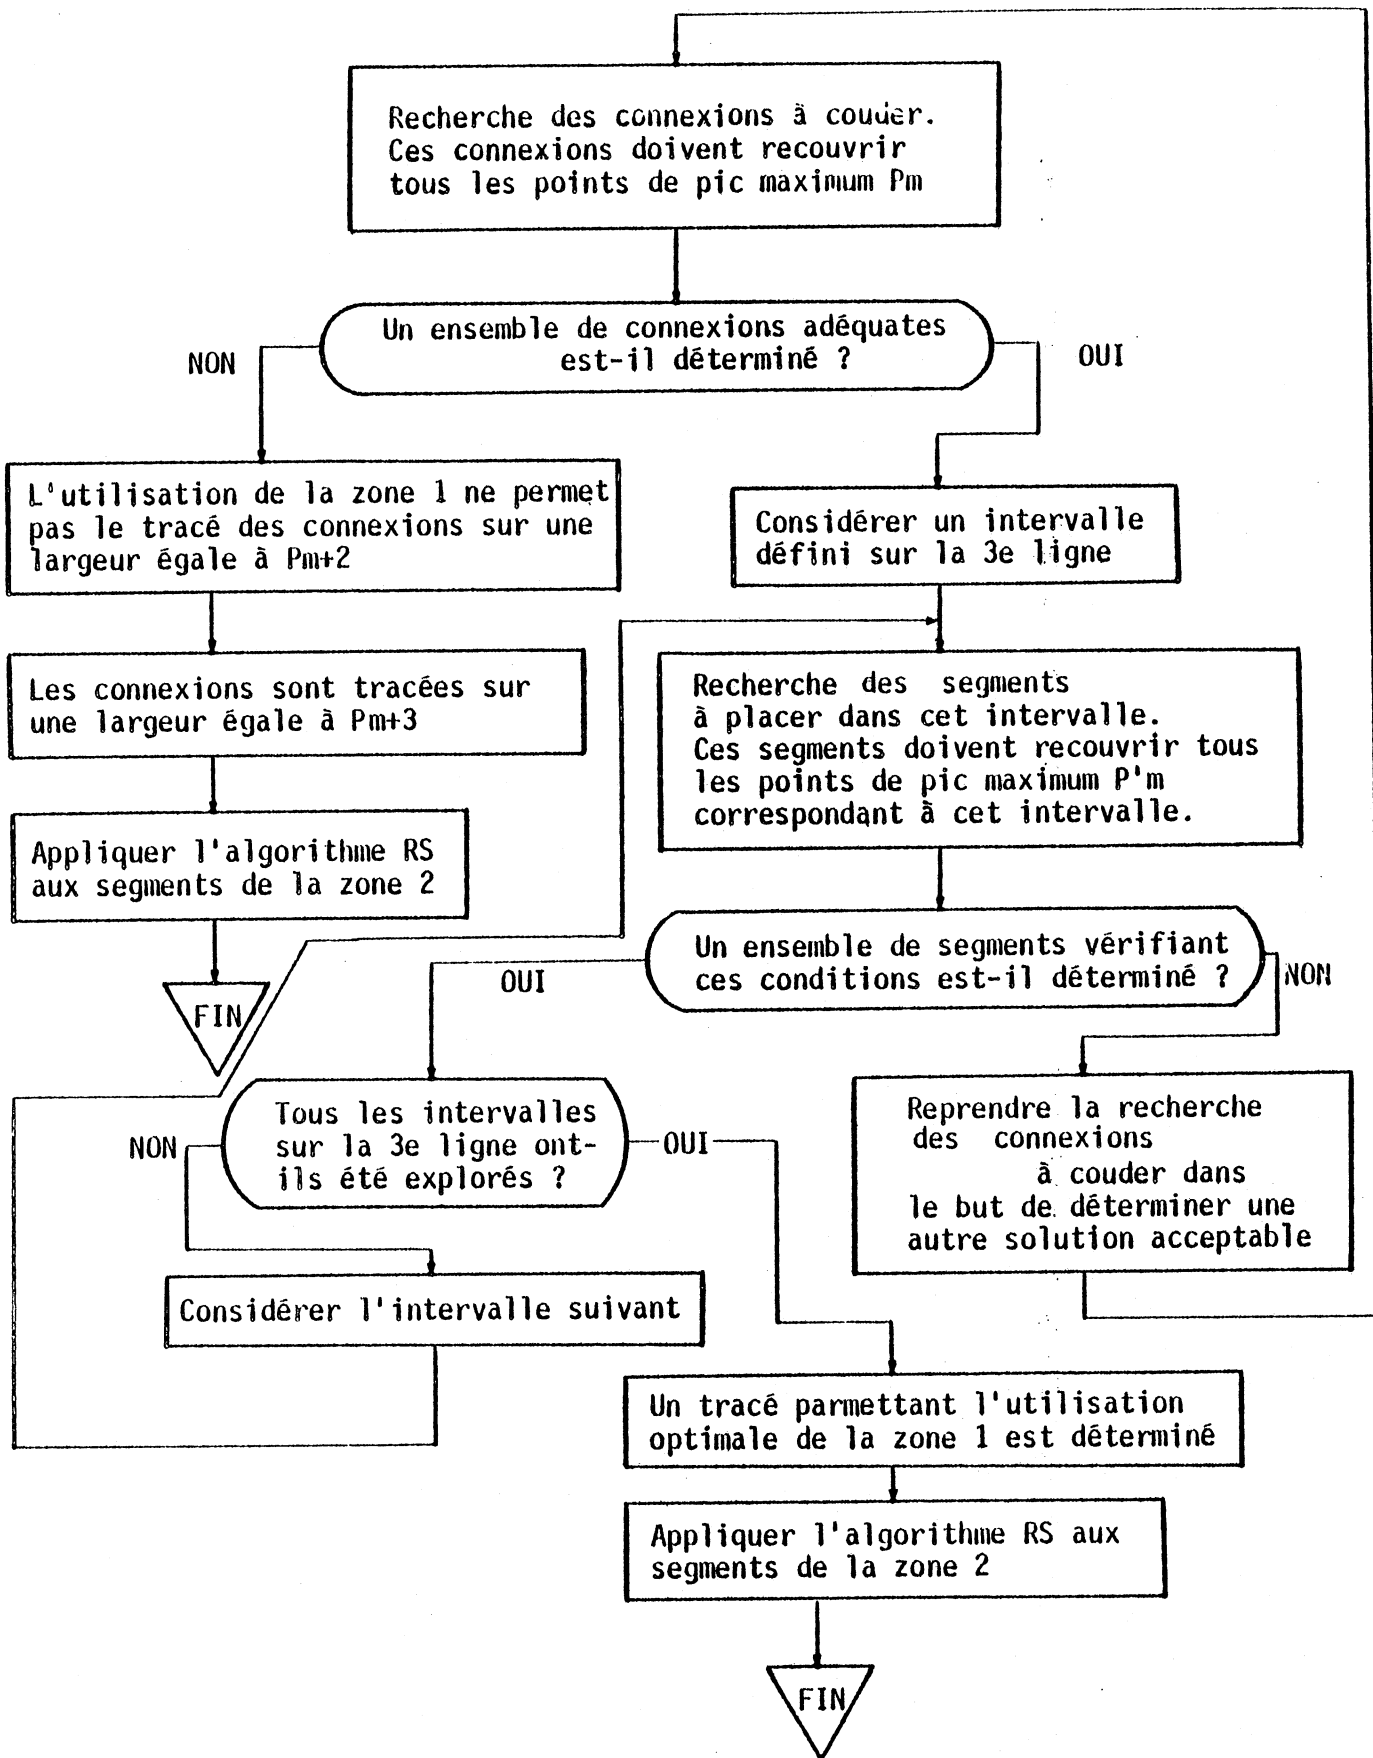 Recherche des connexions à couder.
Ces connexions doivent recouvrir
tous les points de pic maximum Pm
Un ensemble de connexions adéquates
est-il déterminé ?
NON
OUI
L'utilisation de la zone 1 ne permet
pas le tracé des connexions sur une
largeur égale à Pm+2
Considérer un intervalle
défini sur la 3e ligne
Les connexions sont tracées sur
une largeur égale à Pm+3
Recherche des segments
à placer dans cet intervalle.
Ces segments doivent recouvrir tous
les points de pic maximum P'm
correspondant à cet intervalle.
Appliquer l'algorithme RS
aux segments de la zone 2
FIN
Un ensemble de segments vérifiant
ces conditions est-il déterminé ?
OUI
NON
Tous les intervalles
sur la 3e ligne ont-
ils été explorés ?
NON
OUI
Reprendre la recherche
des connexions
à couder dans
le but de déterminer une
autre solution acceptable
Considérer l'intervalle suivant
Un tracé parmettant l'utilisation
optimale de la zone 1 est déterminé
Appliquer l'algorithme RS aux
segments de la zone 2
FIN